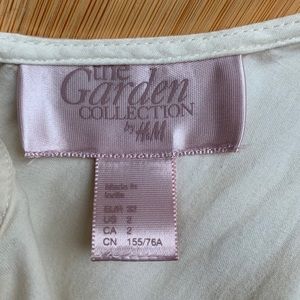 the
Garden
COLLECTION
by H&M
Made in
India
EUR 32
US 2
CA 2
CN 155/76A